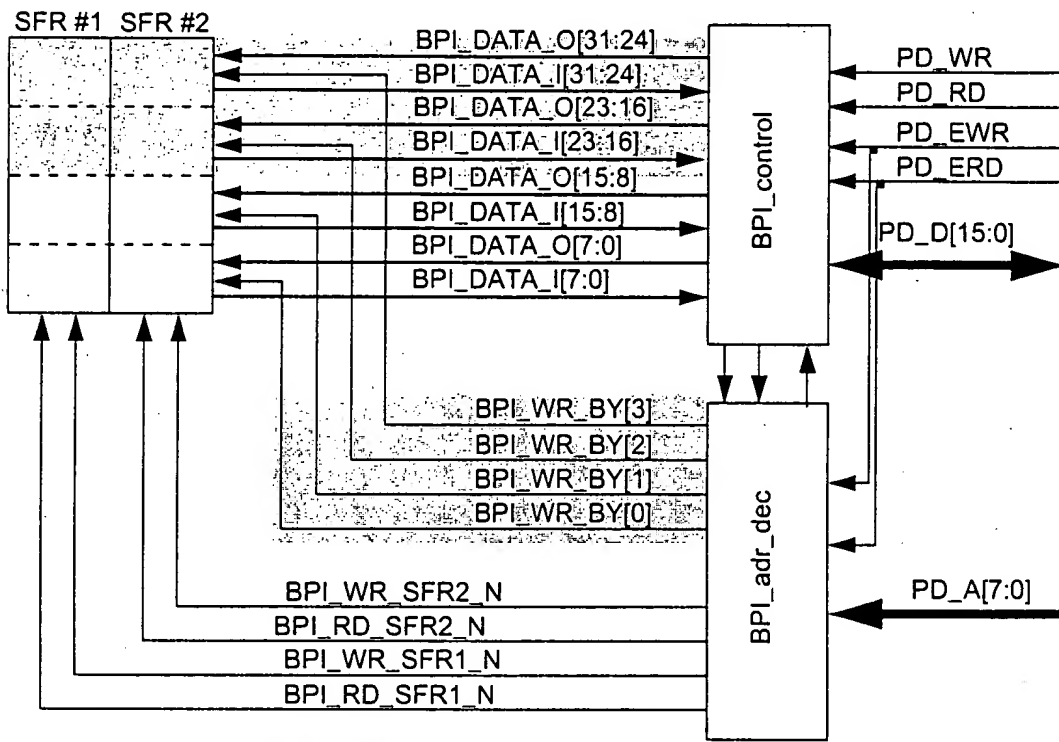 SFR #1 SFR #2
BPI_DATA_O[31:24]
BPI_DATA_I[31:24]
BPI_DATA_O[23:16]
BPI_DATA_I[23:16]
BPI_DATA_O[15:8]
BPI_DATA_I[15:8]
BPI_DATA_O[7:0]
BPI_DATA_I[7:0]
BPI_control
PD_WR
PD_RD
PD_EWR
PD_ERD
PD_D[15:0]
BPI_WR_BY[3]
BPI_WR_BY[2]
BPI_WR_BY[1]
BPI_WR_BY[0]
BPI_adr_dec
PD_A[7:0]
BPI_WR_SFR2_N
BPI_RD_SFR2_N
BPI_WR_SFR1_N
BPI_RD_SFR1_N